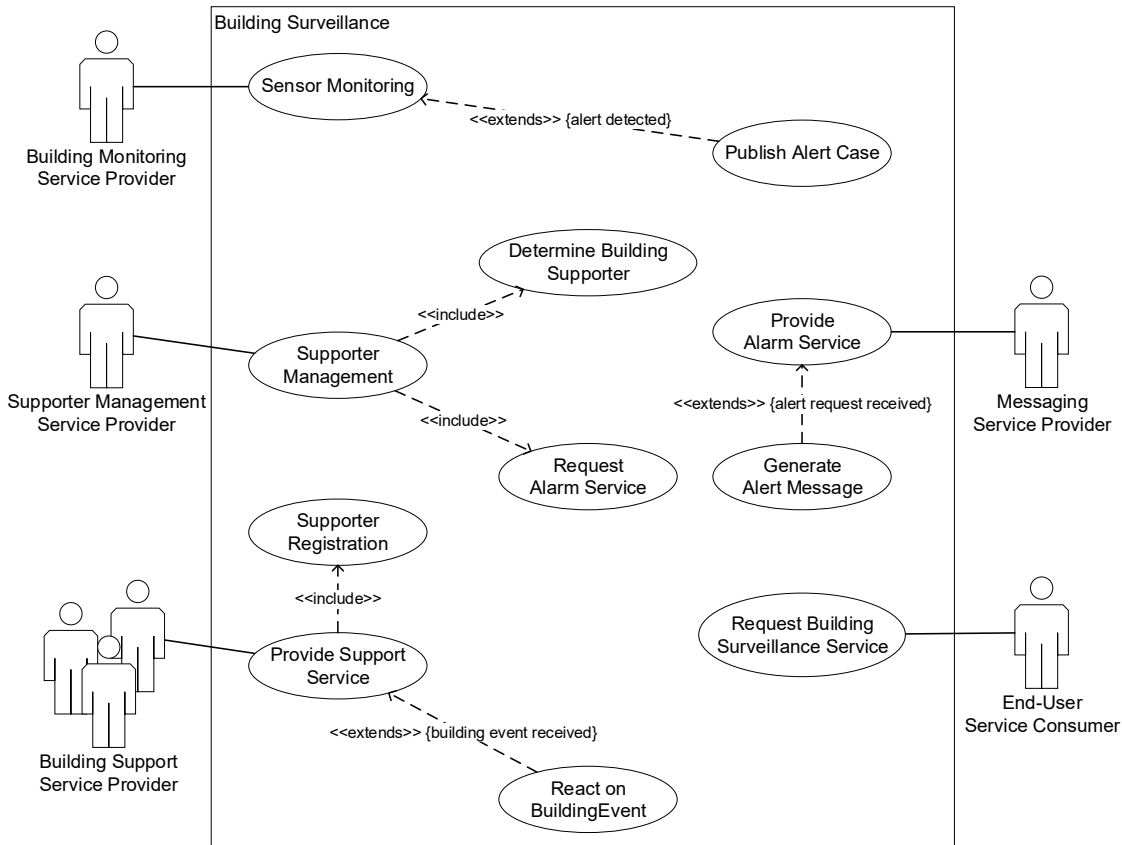 Building Surveillance
Sensor Monitoring
<<extends>> {alert detected}
Publish Alert Case
Building Monitoring
Service Provider
Determine Building
Supporter
<<include>>
Provide
Alarm Service
Supporter
Management
Supporter Management
Service Provider
<<extends>> {alert request received}
Messaging
Service Provider
<<include>>
Request
Alarm Service
Generate
Alert Message
Supporter
Registration
<<include>>
Request Building
Surveillance Service
Provide Support
Service
End-User
Service Consumer
<<extends>> {building event received}
Building Support
Service Provider
React on
BuildingEvent